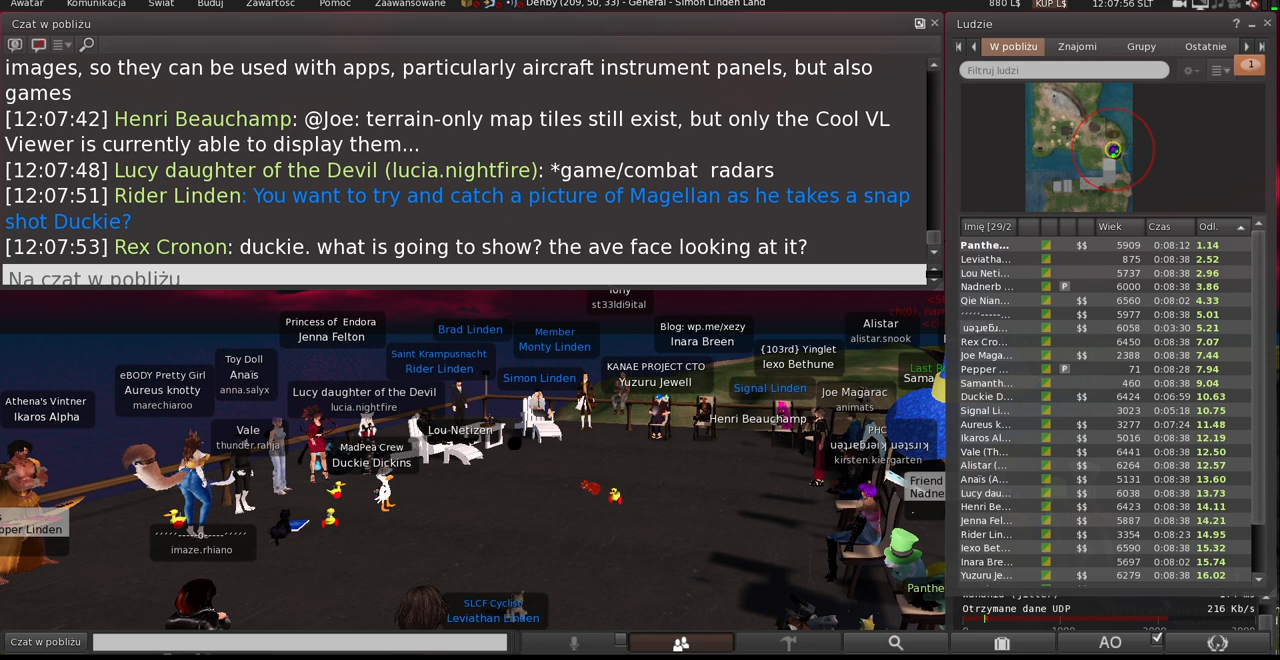 Awatar Komunikacja Świat Buduj Zawartość Pomoc Zaawansowane Denby (209, 50, 33) - General - Simon Linden Land 880 L$ KUP L$ 12:07:56 SLT
Czat w pobliżu
images, so they can be used with apps, particularly aircraft instrument panels, but also
games
[12:07:42] Henri Beauchamp: @Joe: terrain-only map tiles still exist, but only the Cool VL
Viewer is currently able to display them...
[12:07:48] Lucy daughter of the Devil (lucia.nightfire): *game/combat radars
[12:07:51] Rider Linden: You want to try and catch a picture of Magellan as he takes a snap
shot Duckie?
[12:07:53] Rex Cronon: duckie. what is going to show? the ave face looking at it?
Na czat w pobliżu
Tony
st33ldi9ital
Princess of Endora
Jenna Felton
Brad Linden
Member
Monty Linden
Blog: wp.me/xezy
Inara Breen
Alistar
alistar.snook
Toy Doll
Anaïs
anna.salyx
Saint Krampusnacht
Rider Linden
{103rd} Yinglet
Iexo Bethune
eBODY Pretty Girl
Aureus knotty
marechiaroo
Simon Linden
KANAE PROJECT CTO
Yuzuru Jewell
Signal Linden
Last
Sama
Athena's Vintner
Ikaros Alpha
Lucy daughter of the Devil
lucia.nightfire
Joe Magarac
animats
Henri Beauchamp
Vale
thunder.rahja
Lou Netizen
MadPea Crew
Duckie Dickins
PHC
uǝʇɹɐƃɹǝᴉʞ uǝʇsɹᴉʞ
kirsten.kiergarten
Friend
Nadne
pper Linden
'''''-----0-----'''''
imaze.rhiano
Panthe
SLCF Cyclist
Leviathan Linden
Czat w pobliżu
Ludzie
W pobliżu Znajomi Grupy Ostatnie
Filtruj ludzi
1
Imię [29/2 Wiek Czas Odl.
Panthe... $$ 5909 0:08:12 1.14
Leviatha... 875 0:08:38 2.52
Lou Neti... 5737 0:08:38 2.96
Nadnerb ... P 6000 0:08:38 3.86
Qie Nian... $$ 6560 0:08:02 4.33
'''''-----... $$ 5977 0:08:38 5.01
uǝʇɹɐƃᴉ... $$ 6058 0:03:30 5.21
Rex Cro... 6450 0:08:38 7.07
Joe Maga... $$ 2388 0:08:38 7.44
Pepper ... P 71 0:08:28 7.94
Samanth... 460 0:08:38 9.04
Duckie D... $$ 6424 0:06:59 10.63
Signal Li... 3023 0:05:18 10.75
Aureus k... 3277 0:07:24 11.48
Ikaros Al... 5016 0:08:38 12.19
Vale (Th... 6441 0:08:38 12.50
Alistar (... 6264 0:08:38 12.57
Anaïs (A... 5131 0:08:38 13.60
Lucy dau... 6038 0:08:38 13.73
Henri Be... $$ 6423 0:08:38 14.11
Jenna Fel... $$ 5887 0:08:38 14.21
Rider Lin... $$ 3354 0:08:23 14.95
Iexo Bet... $$ 6590 0:08:38 15.32
Inara Bre... 5697 0:08:02 15.74
Yuzuru Je... $$ 6279 0:08:38 16.02
Otrzymane dane UDP 216 Kb/s
AO